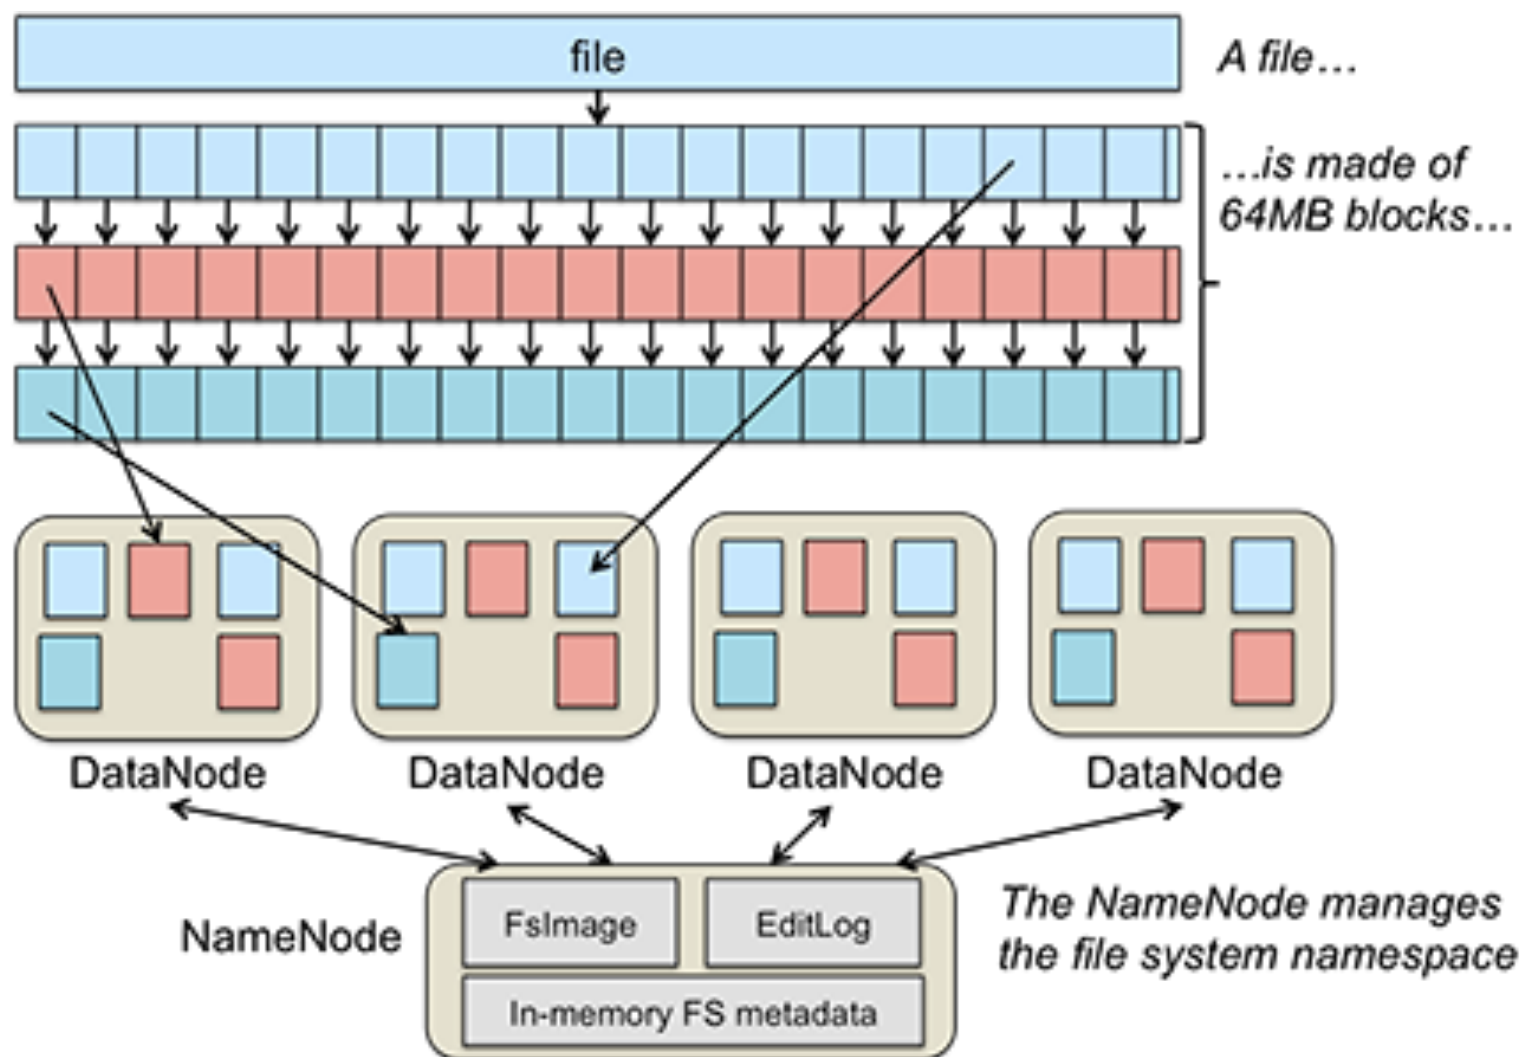 file
A file…
…is made of
64MB blocks…
DataNode
DataNode
DataNode
DataNode
NameNode
FsImage
EditLog
In-memory FS metadata
The NameNode manages
the file system namespace